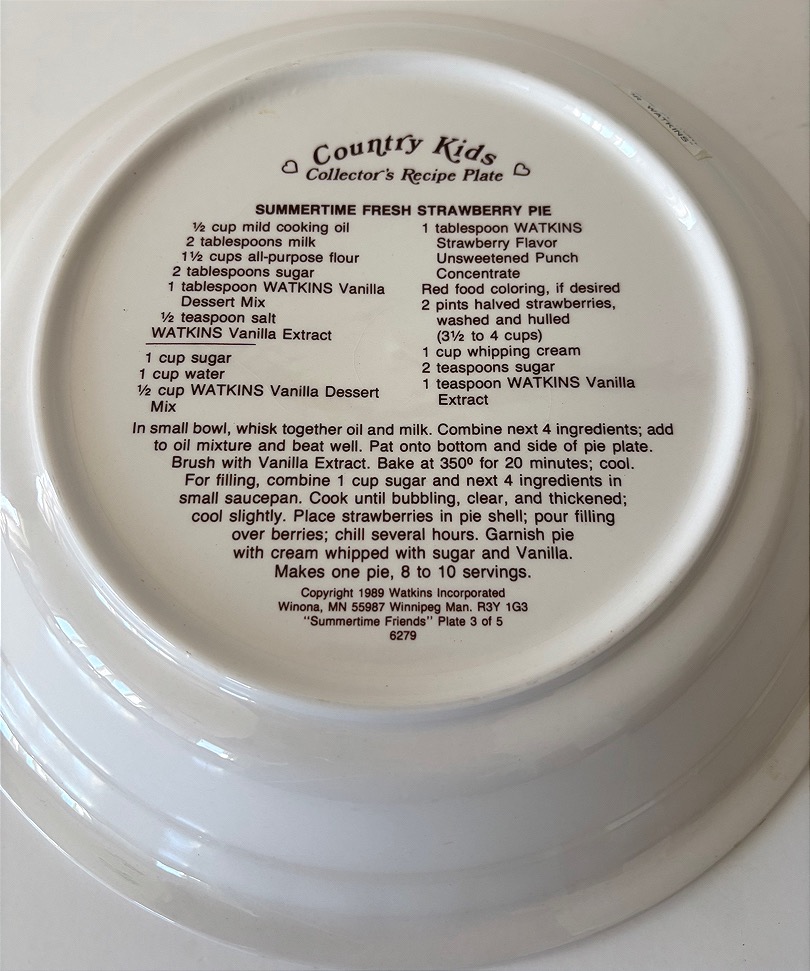 Country Kids
Collector's Recipe Plate
SUMMERTIME FRESH STRAWBERRY PIE
½ cup mild cooking oil
2 tablespoons milk
1½ cups all-purpose flour
2 tablespoons sugar
1 tablespoon WATKINS Vanilla
Dessert Mix
½ teaspoon salt
WATKINS Vanilla Extract
1 cup sugar
1 cup water
½ cup WATKINS Vanilla Dessert
Mix
1 tablespoon WATKINS
Strawberry Flavor
Unsweetened Punch
Concentrate
Red food coloring, if desired
2 pints halved strawberries,
washed and hulled
(3½ to 4 cups)
1 cup whipping cream
2 teaspoons sugar
1 teaspoon WATKINS Vanilla
Extract
In small bowl, whisk together oil and milk. Combine next 4 ingredients; add
to oil mixture and beat well. Pat onto bottom and side of pie plate.
Brush with Vanilla Extract. Bake at 350º for 20 minutes; cool.
For filling, combine 1 cup sugar and next 4 ingredients in
small saucepan. Cook until bubbling, clear, and thickened;
cool slightly. Place strawberries in pie shell; pour filling
over berries; chill several hours. Garnish pie
with cream whipped with sugar and Vanilla.
Makes one pie, 8 to 10 servings.
Copyright 1989 Watkins Incorporated
Winona, MN 55987 Winnipeg Man. R3Y 1G3
"Summertime Friends" Plate 3 of 5
6279
WATKINS